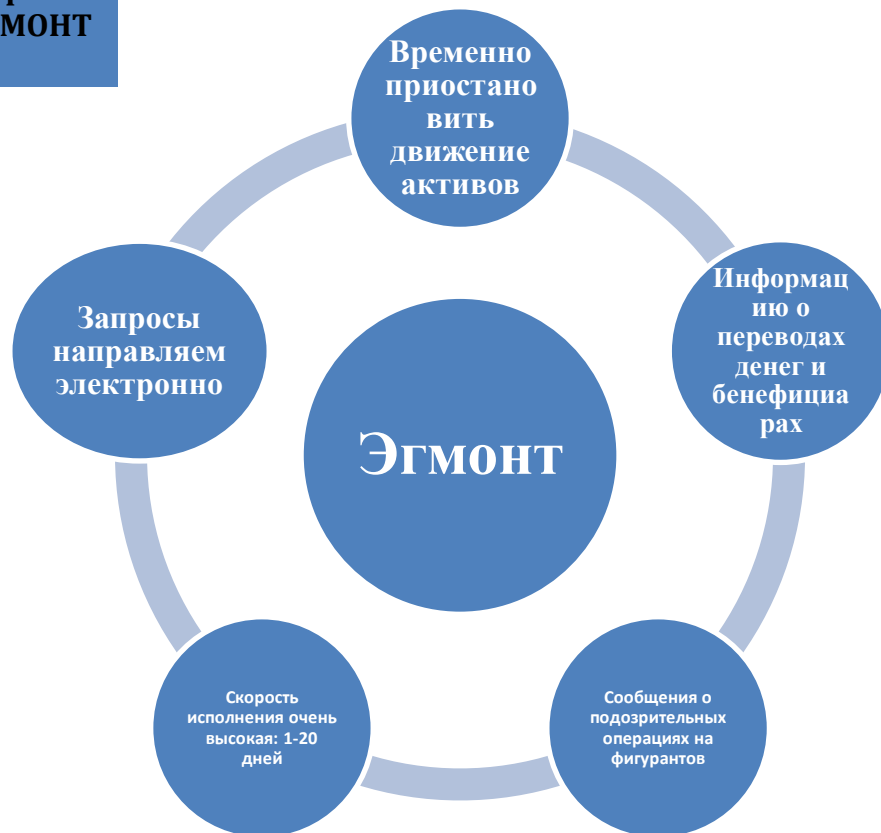 МОНТ
Временно
приостано
вить
движение
активов
Информац
ию о
переводах
денег и
бенефициа
рах
Запросы
направляем
электронно
Эгмонт
Скорость
исполнения очень
высокая: 1-20
дней
Сообщения о
подозрительных
операциях на
фигурантов